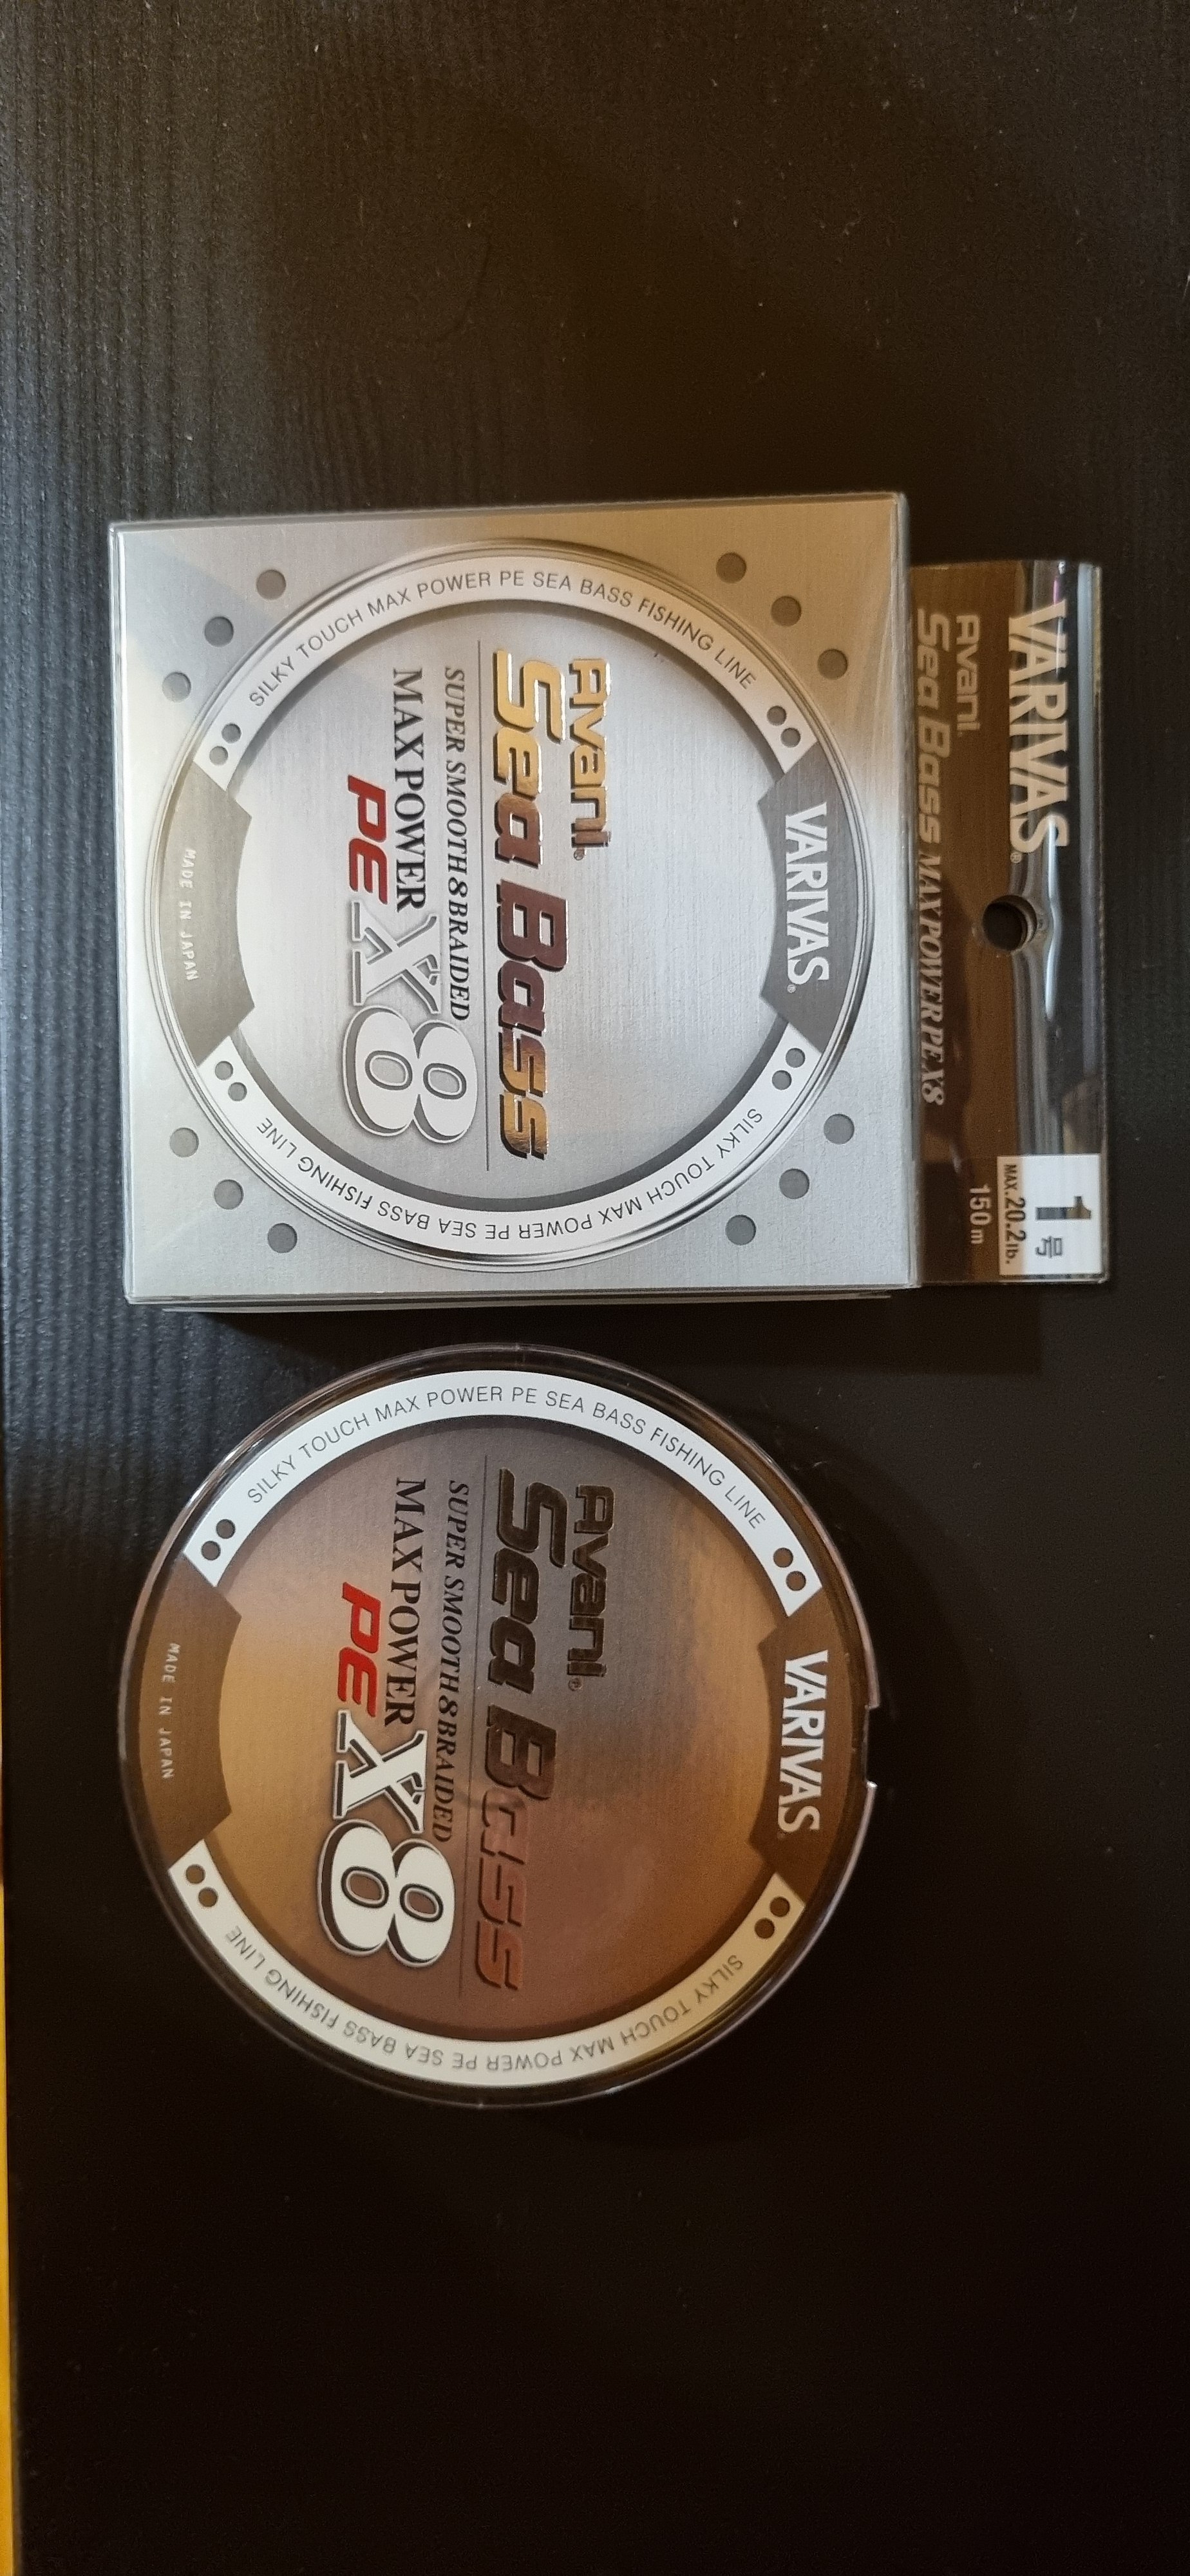 VARIVAS®
Avani
Sea Bass MAX POWER PE X8
1号
MAX.20.2lb.
150m
VARIVAS®
SILKY TOUCH MAX POWER PE SEA BASS FISHING LINE
Avani®
Sea Bass
SUPER SMOOTH 8 BRAIDED
MAX POWER
PE X8
SILKY TOUCH MAX POWER PE SEA BASS FISHING LINE
MADE IN JAPAN
VARIVAS®
SILKY TOUCH MAX POWER PE SEA BASS FISHING LINE
Avani®
Sea Bass
SUPER SMOOTH 8 BRAIDED
MAX POWER
PE X8
SILKY TOUCH MAX POWER PE SEA BASS FISHING LINE
MADE IN JAPAN